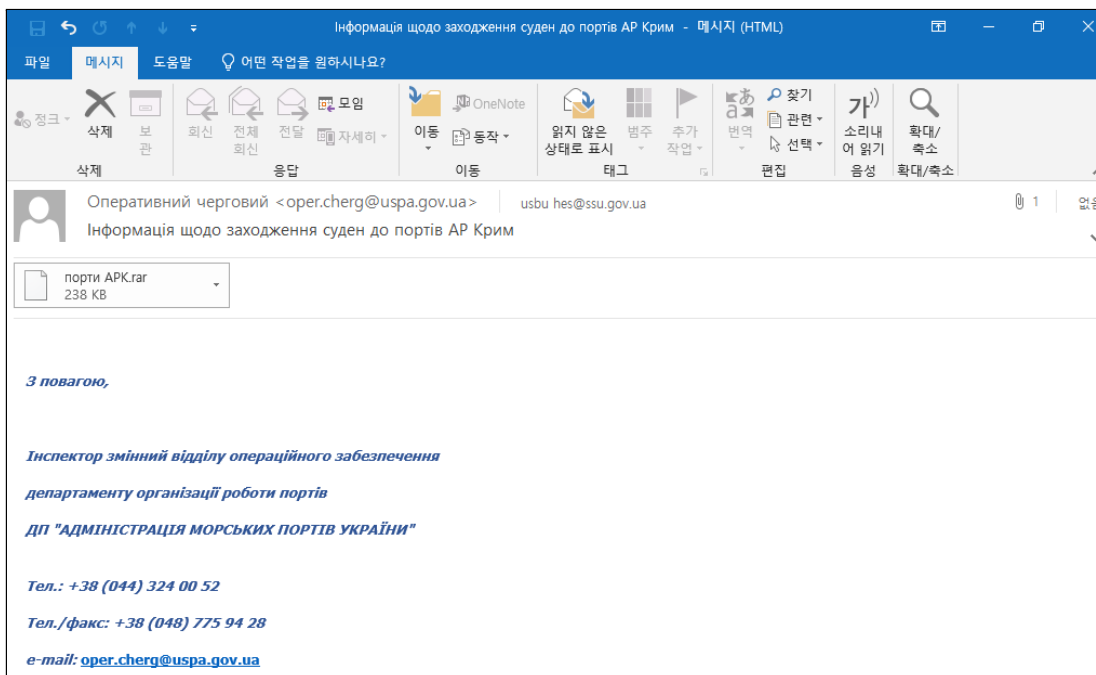 Інформація щодо заходження суден до портів АР Крим - 메시지 (HTML)
파일 메시지 도움말 어떤 작업을 원하시나요?
정크 삭제 보관 회신 전체 회신 전달 모임 자세히 이동 OneNote 동작 읽지 않은 상태로 표시 범주 추가 작업 번역 찾기 관련 선택 소리내어 읽기 확대/축소
삭제 응답 이동 태그 편집 음성 확대/축소
Оперативний черговий <oper.cherg@uspa.gov.ua> usbu hes@ssu.gov.ua 1 없음
Інформація щодо заходження суден до портів АР Крим
порти АРК.rar
238 KB
З повагою,
Інспектор змінний відділу операційного забезпечення
департаменту організації роботи портів
ДП "АДМІНІСТРАЦІЯ МОРСЬКИХ ПОРТІВ УКРАЇНИ"
Тел.: +38 (044) 324 00 52
Тел./факс: +38 (048) 775 94 28
e-mail: oper.cherg@uspa.gov.ua